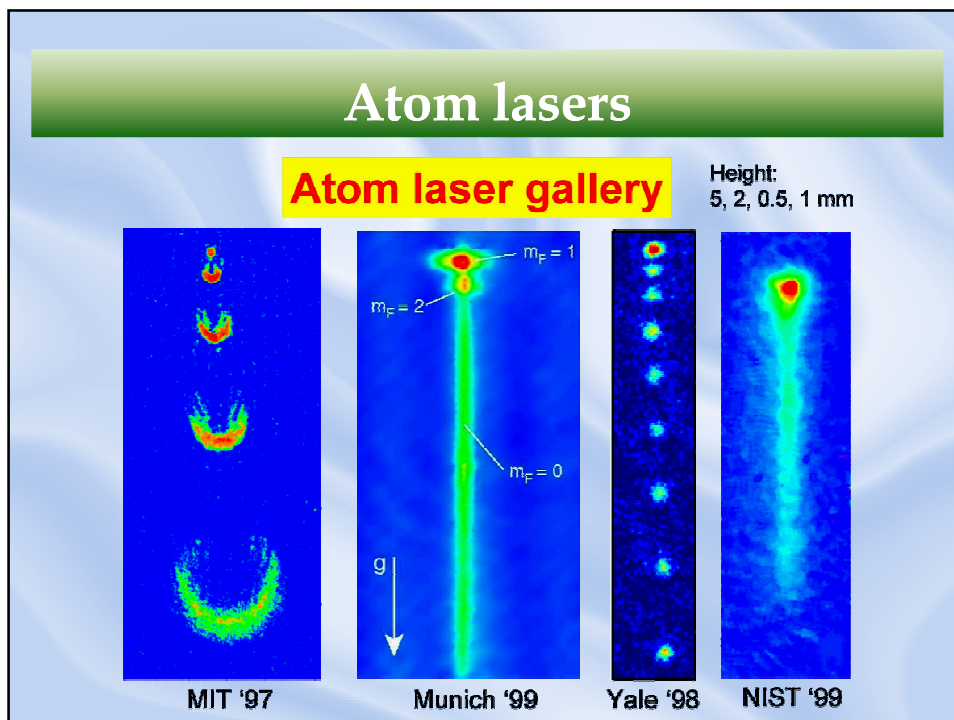 Atom lasers
Atom laser gallery
Height:
5, 2, 0.5, 1 mm
m_F = 1
m_F = 2
m_F = 0
g
MIT ‘97
Munich ‘99
Yale ‘98
NIST ‘99